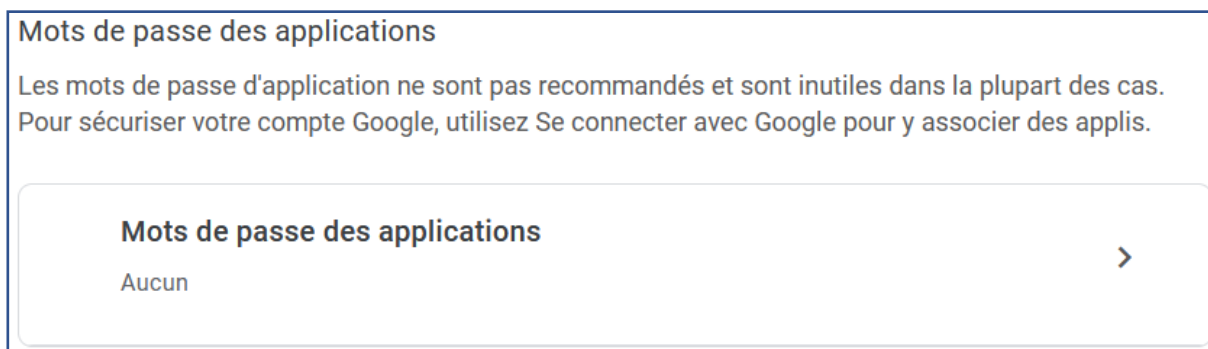 Mots de passe des applications
Les mots de passe d'application ne sont pas recommandés et sont inutiles dans la plupart des cas.
Pour sécuriser votre compte Google, utilisez Se connecter avec Google pour y associer des applis.
Mots de passe des applications
Aucun